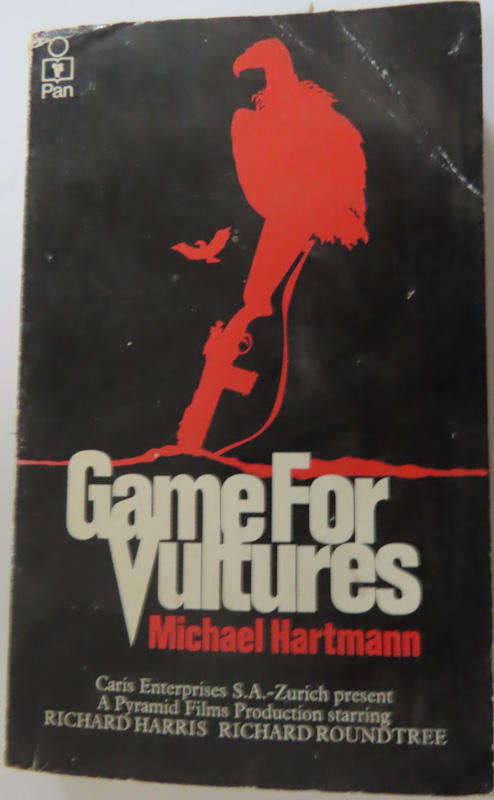 Pan
Game For
Vultures
Michael Hartmann
Caris Enterprises S.A.-Zurich present
A Pyramid Films Production starring
RICHARD HARRIS RICHARD ROUNDTREE